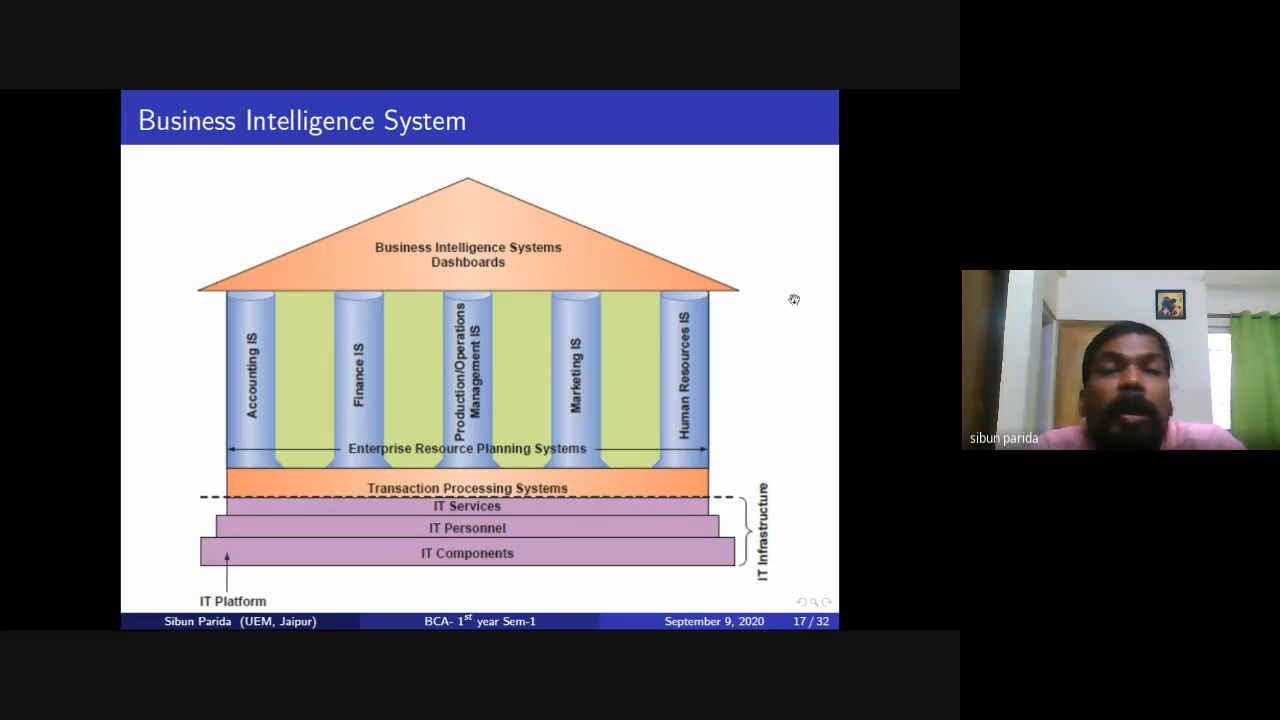 Business Intelligence System
Business Intelligence Systems
Dashboards
Accounting IS
Finance IS
Production/Operations
Management IS
Marketing IS
Human Resources IS
Enterprise Resource Planning Systems
Transaction Processing Systems
IT Services
IT Personnel
IT Components
IT Infrastructure
IT Platform
Sibun Parida (UEM, Jaipur) BCA- 1st year Sem-1 September 9, 2020 17 / 32
sibun parida